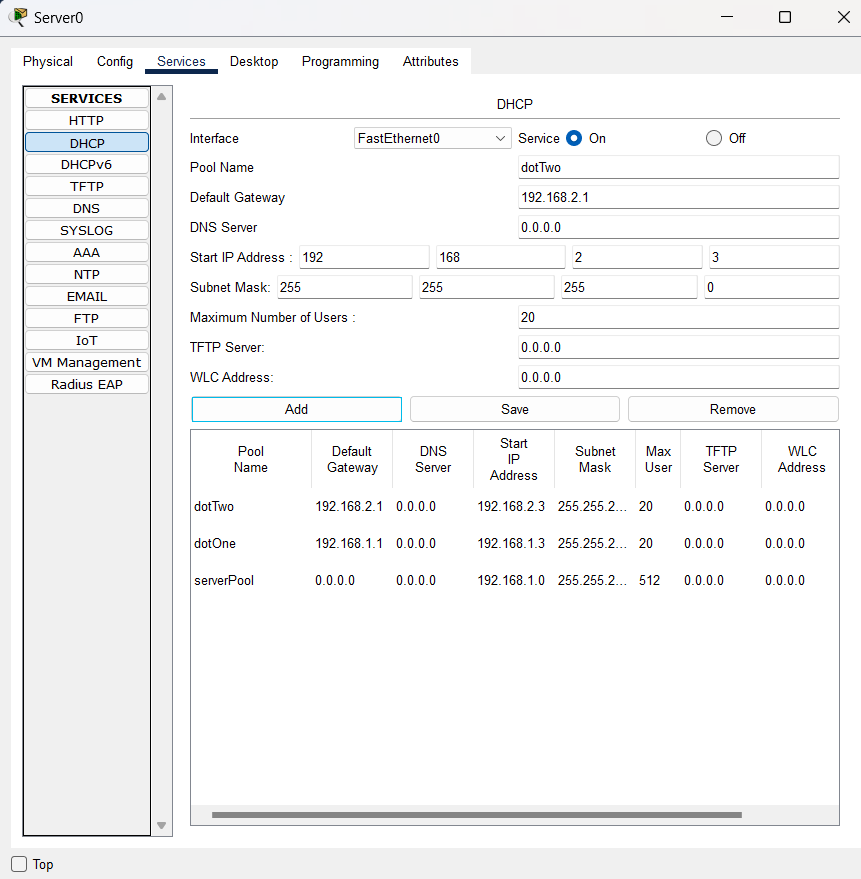 Server0
Physical Config Services Desktop Programming Attributes
SERVICES
HTTP
DHCP
DHCPv6
TFTP
DNS
SYSLOG
AAA
NTP
EMAIL
FTP
IoT
VM Management
Radius EAP
DHCP
Interface FastEthernet0 Service On Off
Pool Name dotTwo
Default Gateway 192.168.2.1
DNS Server 0.0.0.0
Start IP Address : 192 168 2 3
Subnet Mask: 255 255 255 0
Maximum Number of Users : 20
TFTP Server: 0.0.0.0
WLC Address: 0.0.0.0
Add Save Remove
Pool Name Default Gateway DNS Server Start IP Address Subnet Mask Max User TFTP Server WLC Address
dotTwo 192.168.2.1 0.0.0.0 192.168.2.3 255.255.2... 20 0.0.0.0 0.0.0.0
dotOne 192.168.1.1 0.0.0.0 192.168.1.3 255.255.2... 20 0.0.0.0 0.0.0.0
serverPool 0.0.0.0 0.0.0.0 192.168.1.0 255.255.2... 512 0.0.0.0 0.0.0.0
Top